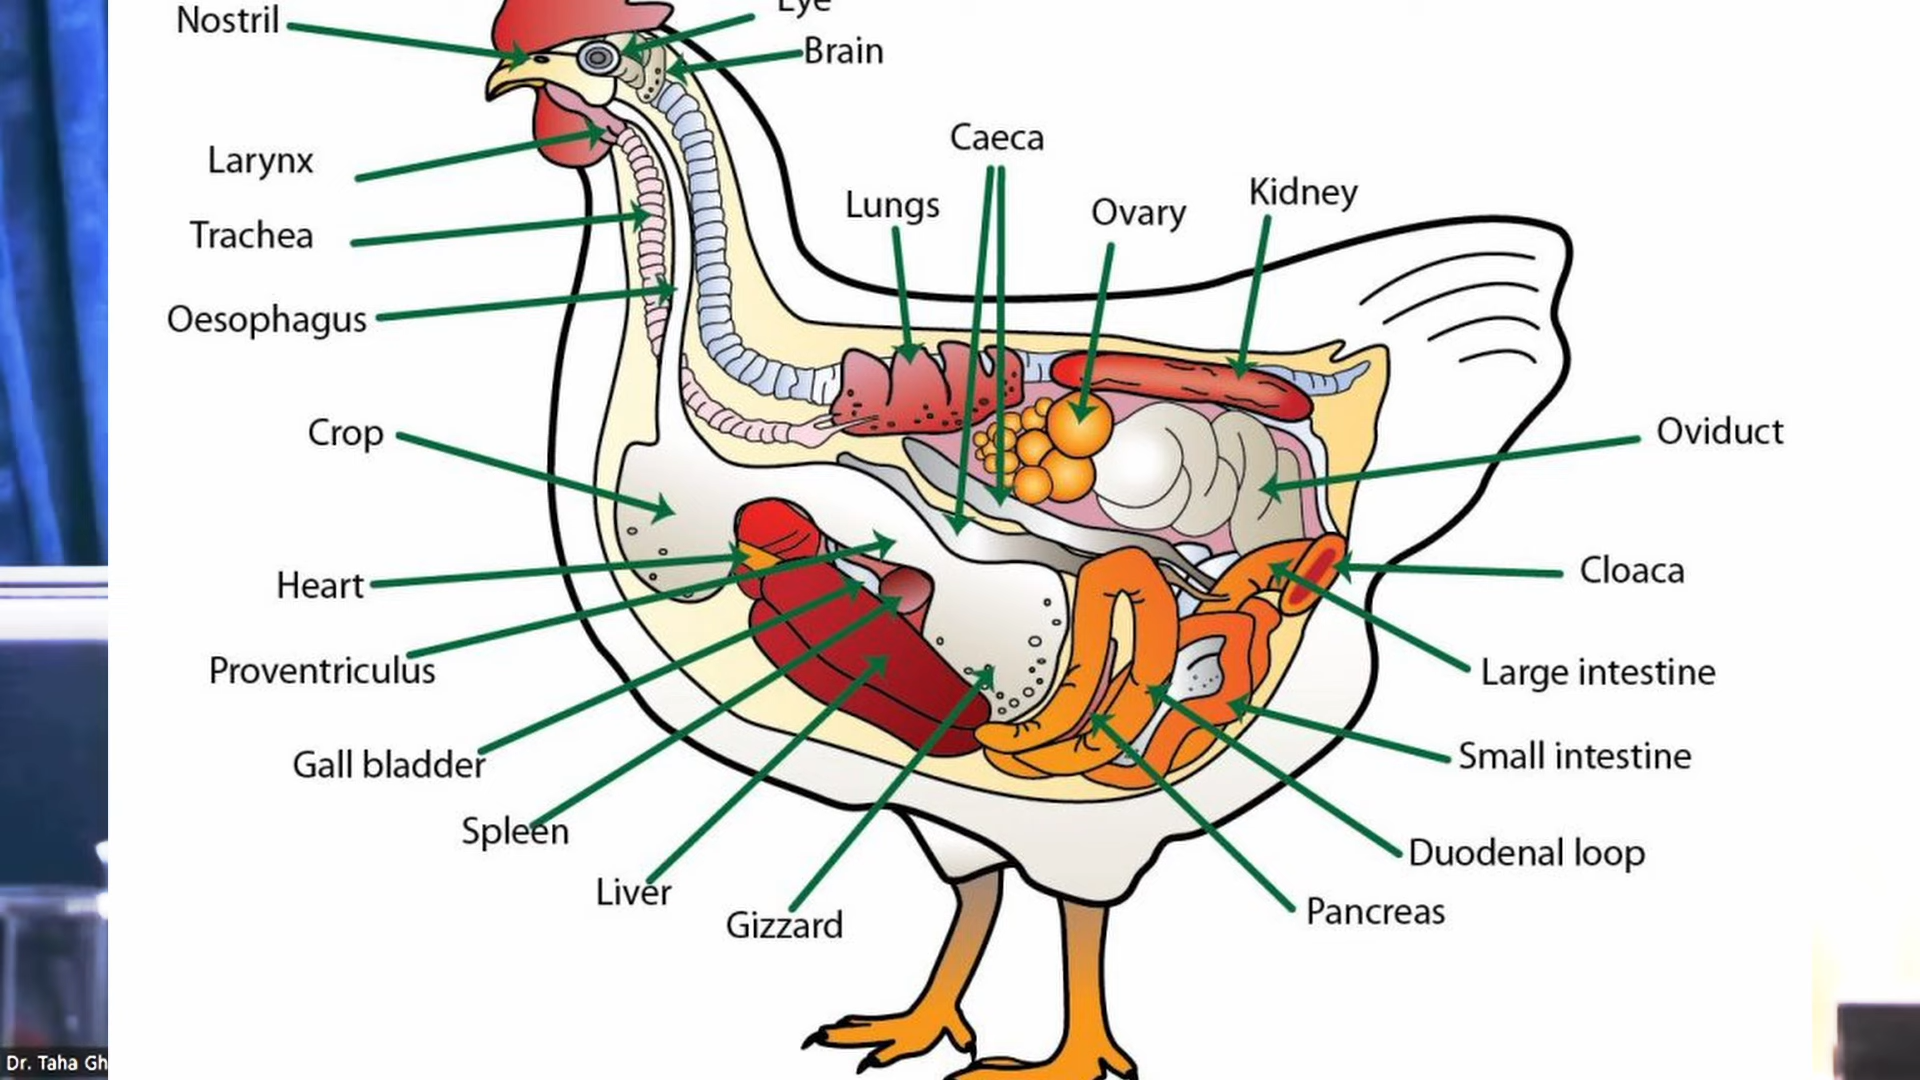 Nostril
Eye
Brain
Larynx
Caeca
Kidney
Lungs
Ovary
Trachea
Oesophagus
Crop
Oviduct
Heart
Cloaca
Proventriculus
Large intestine
Gall bladder
Small intestine
Spleen
Duodenal loop
Liver
Gizzard
Pancreas
Dr. Taha Gh